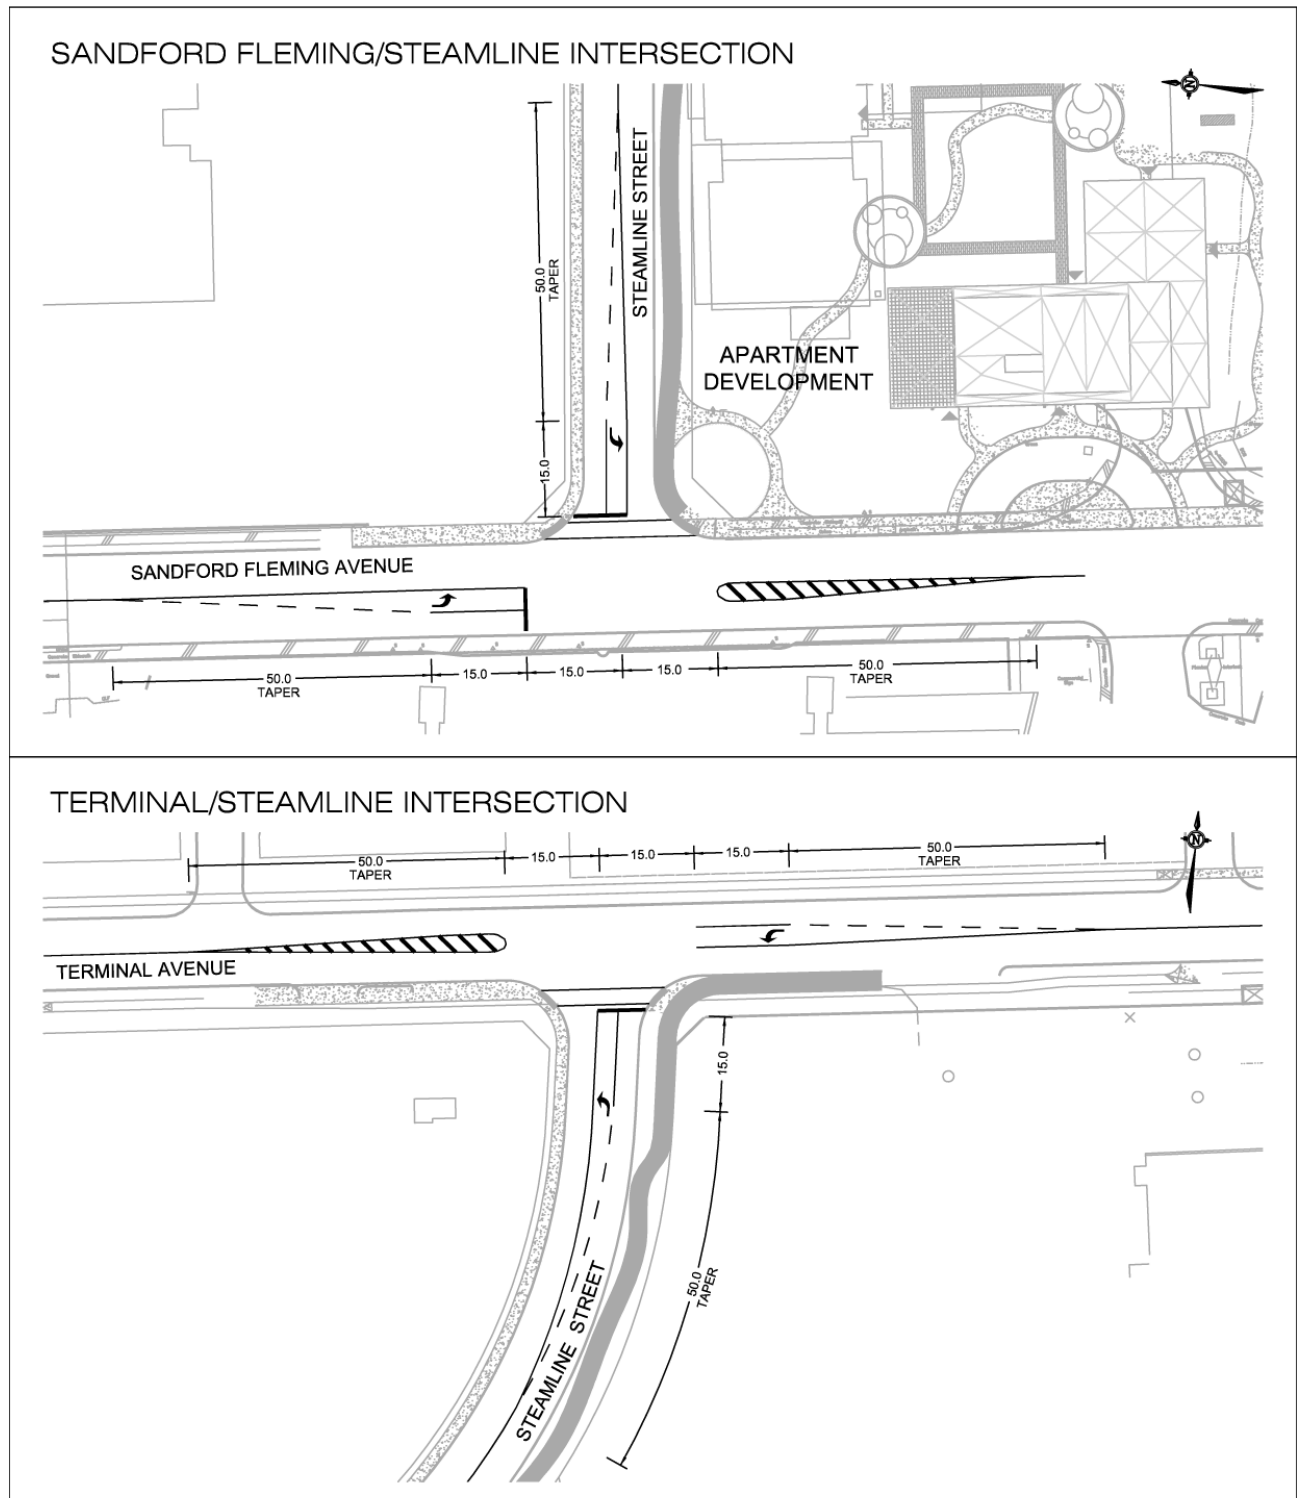 SANDFORD FLEMING/STEAMLINE INTERSECTION
N
50.0
TAPER
STEAMLINE STREET
15.0
APARTMENT
DEVELOPMENT
SANDFORD FLEMING AVENUE
50.0
TAPER
15.0
15.0
15.0
50.0
TAPER
TERMINAL/STEAMLINE INTERSECTION
50.0
TAPER
15.0
15.0
15.0
50.0
TAPER
N
TERMINAL AVENUE
15.0
50.0
TAPER
STEAMLINE STREET